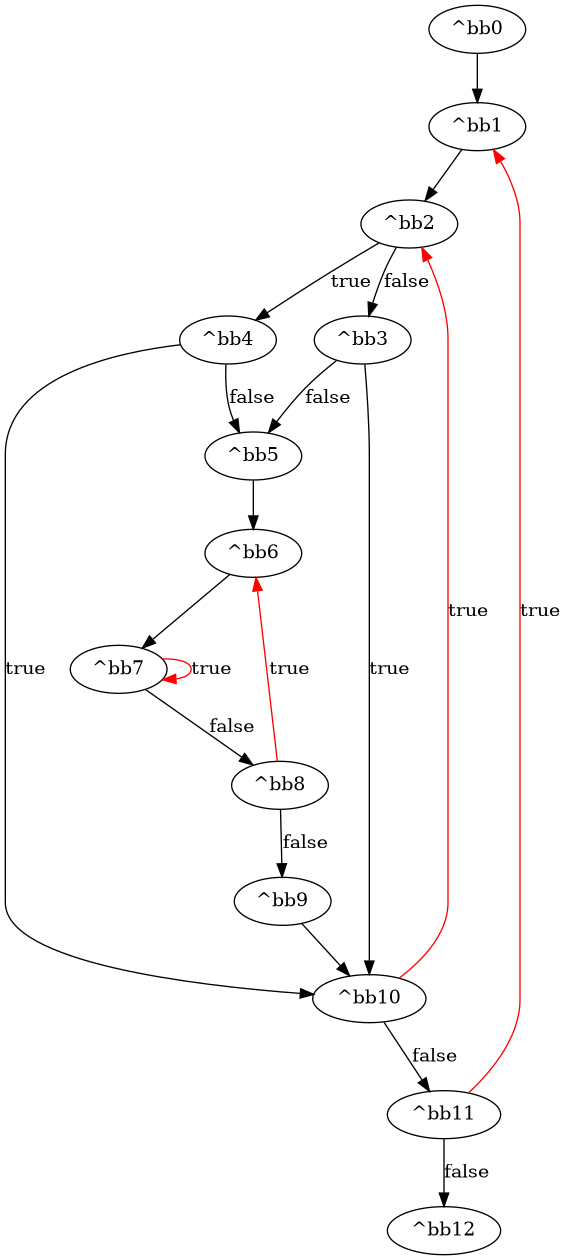 ^bb0
^bb1
^bb2
true
false
^bb4
^bb3
false
false
^bb5
^bb6
true
true
true
true
true
^bb7
true
false
^bb8
false
^bb9
^bb10
false
^bb11
false
^bb12